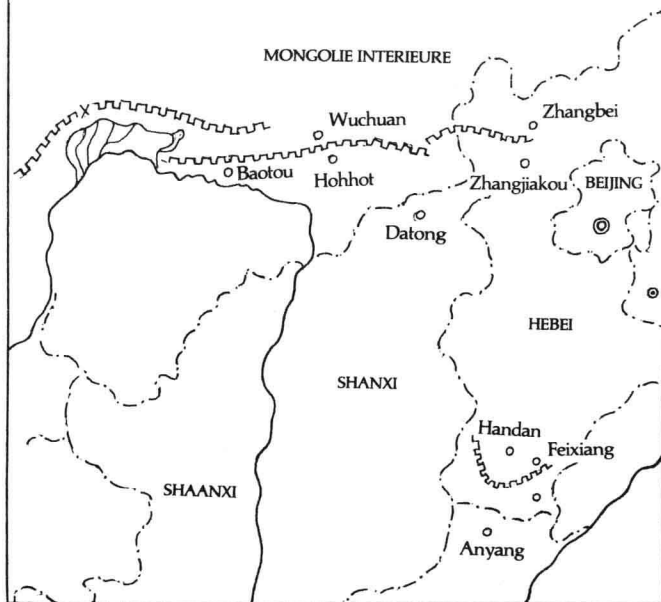 MONGOLIE INTERIEURE
Wuchuan
Zhangbei
Baotou
Hohhot
Zhangjiakou
BEIJING
Datong
HEBEI
SHANXI
Handan
Feixiang
SHAANXI
Anyang